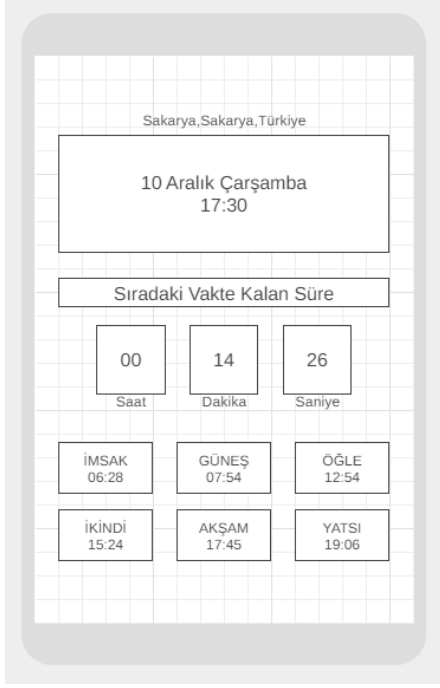 Sakarya,Sakarya,Türkiye
10 Aralık Çarşamba
17:30
Sıradaki Vakte Kalan Süre
00 14 26
Saat Dakika Saniye
İMSAK GÜNEŞ ÖĞLE
06:28 07:54 12:54
İKİNDİ AKŞAM YATSI
15:24 17:45 19:06